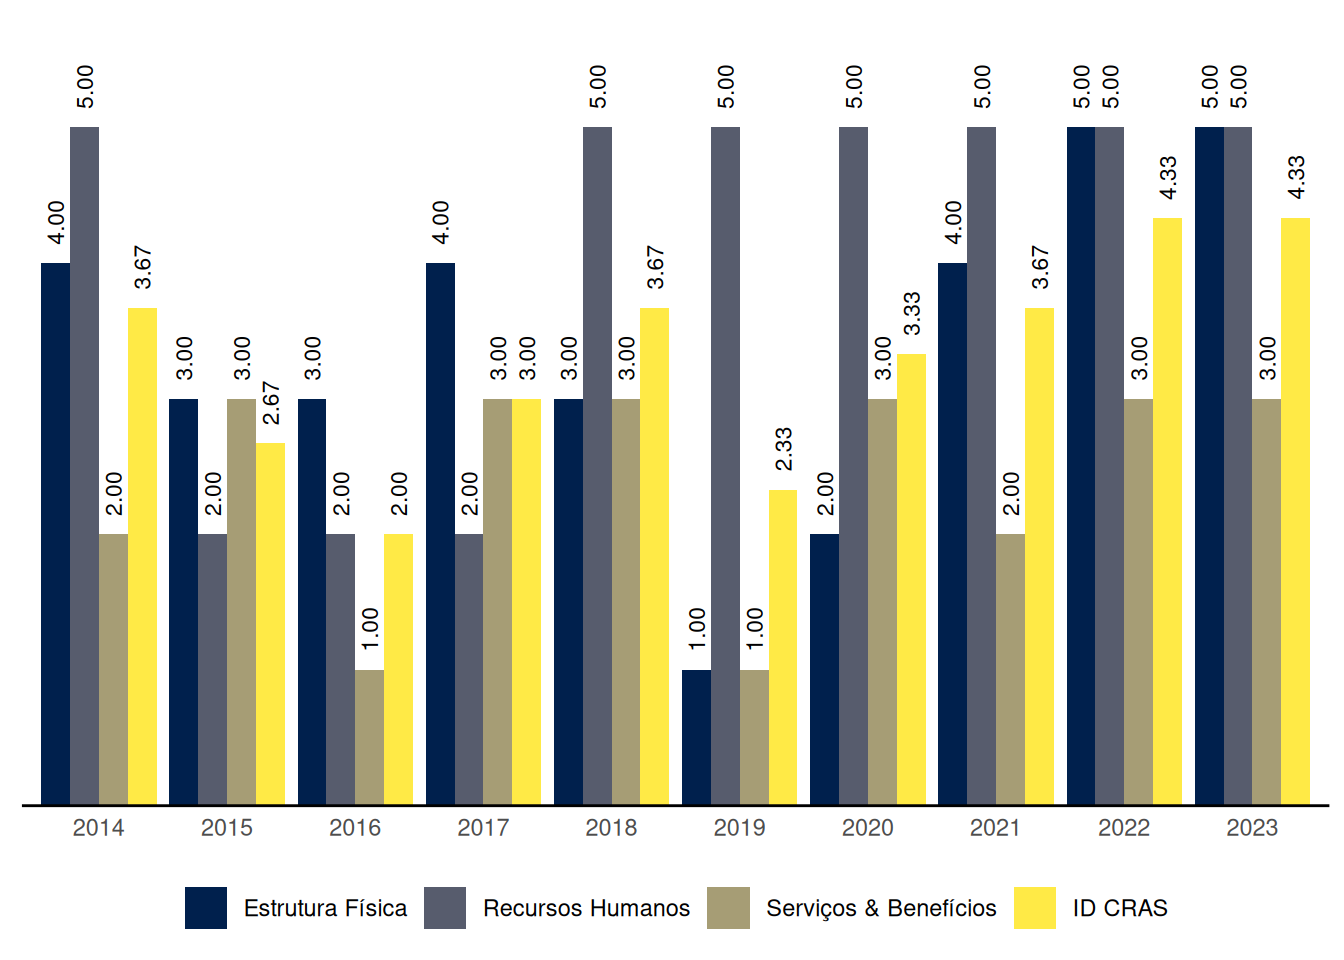 5.00 5.00 5.00 5.00 5.00 5.00 5.00 5.00 5.00
4.33 4.33
4.00 4.00 4.00
3.67 3.67 3.67
3.33
3.00 3.00 3.00 3.00 3.00 3.00 3.00 3.00 3.00 3.00
2.67
2.33
2.00 2.00 2.00 2.00 2.00 2.00 2.00
1.00 1.00 1.00
2014 2015 2016 2017 2018 2019 2020 2021 2022 2023
Estrutura Física Recursos Humanos Serviços & Benefícios ID CRAS